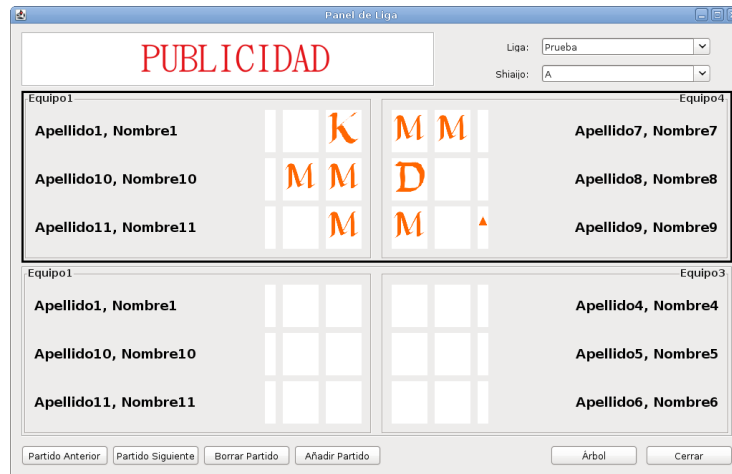 Panel de Liga
PUBLICIDAD
Liga: Prueba
Shiaijo: A
Equipo1 Equipo4
Apellido1, Nombre1 K M M Apellido7, Nombre7
Apellido10, Nombre10 M M D Apellido8, Nombre8
Apellido11, Nombre11 M M Apellido9, Nombre9
Equipo1 Equipo3
Apellido1, Nombre1 Apellido4, Nombre4
Apellido10, Nombre10 Apellido5, Nombre5
Apellido11, Nombre11 Apellido6, Nombre6
Partido Anterior Partido Siguiente Borrar Partido Añadir Partido Árbol Cerrar